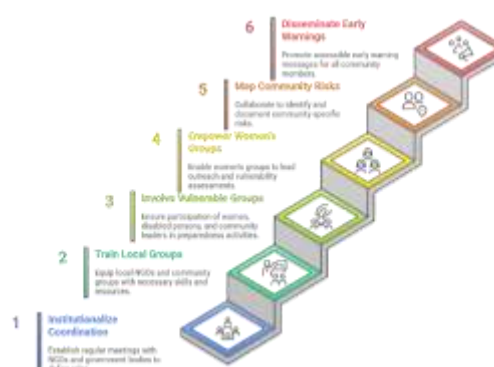 6
Disseminate Early
Warnings
Promote accessible early warning
messages for all community
members.
5
Map Community Risks
Collaborate to identify and
document community-specific
risks.
4
Empower Women's
Groups
Enable women's groups to lead
outreach and vulnerability
assessments.
3
Involve Vulnerable Groups
Ensure participation of women,
disabled persons, and community
leaders in preparedness activities.
2
Train Local Groups
Equip local NGOs and community
groups with necessary skills and
resources.
1
Institutionalize
Coordination
Establish regular meetings with
NGOs and government bodies to